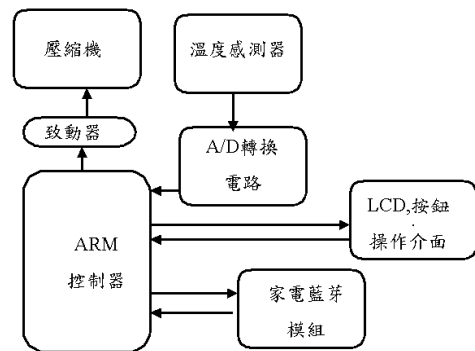 壓縮機
溫度感測器
致動器
A/D轉換
電路
ARM
控制器
LCD,按鈕
操作介面
家電藍芽
模組